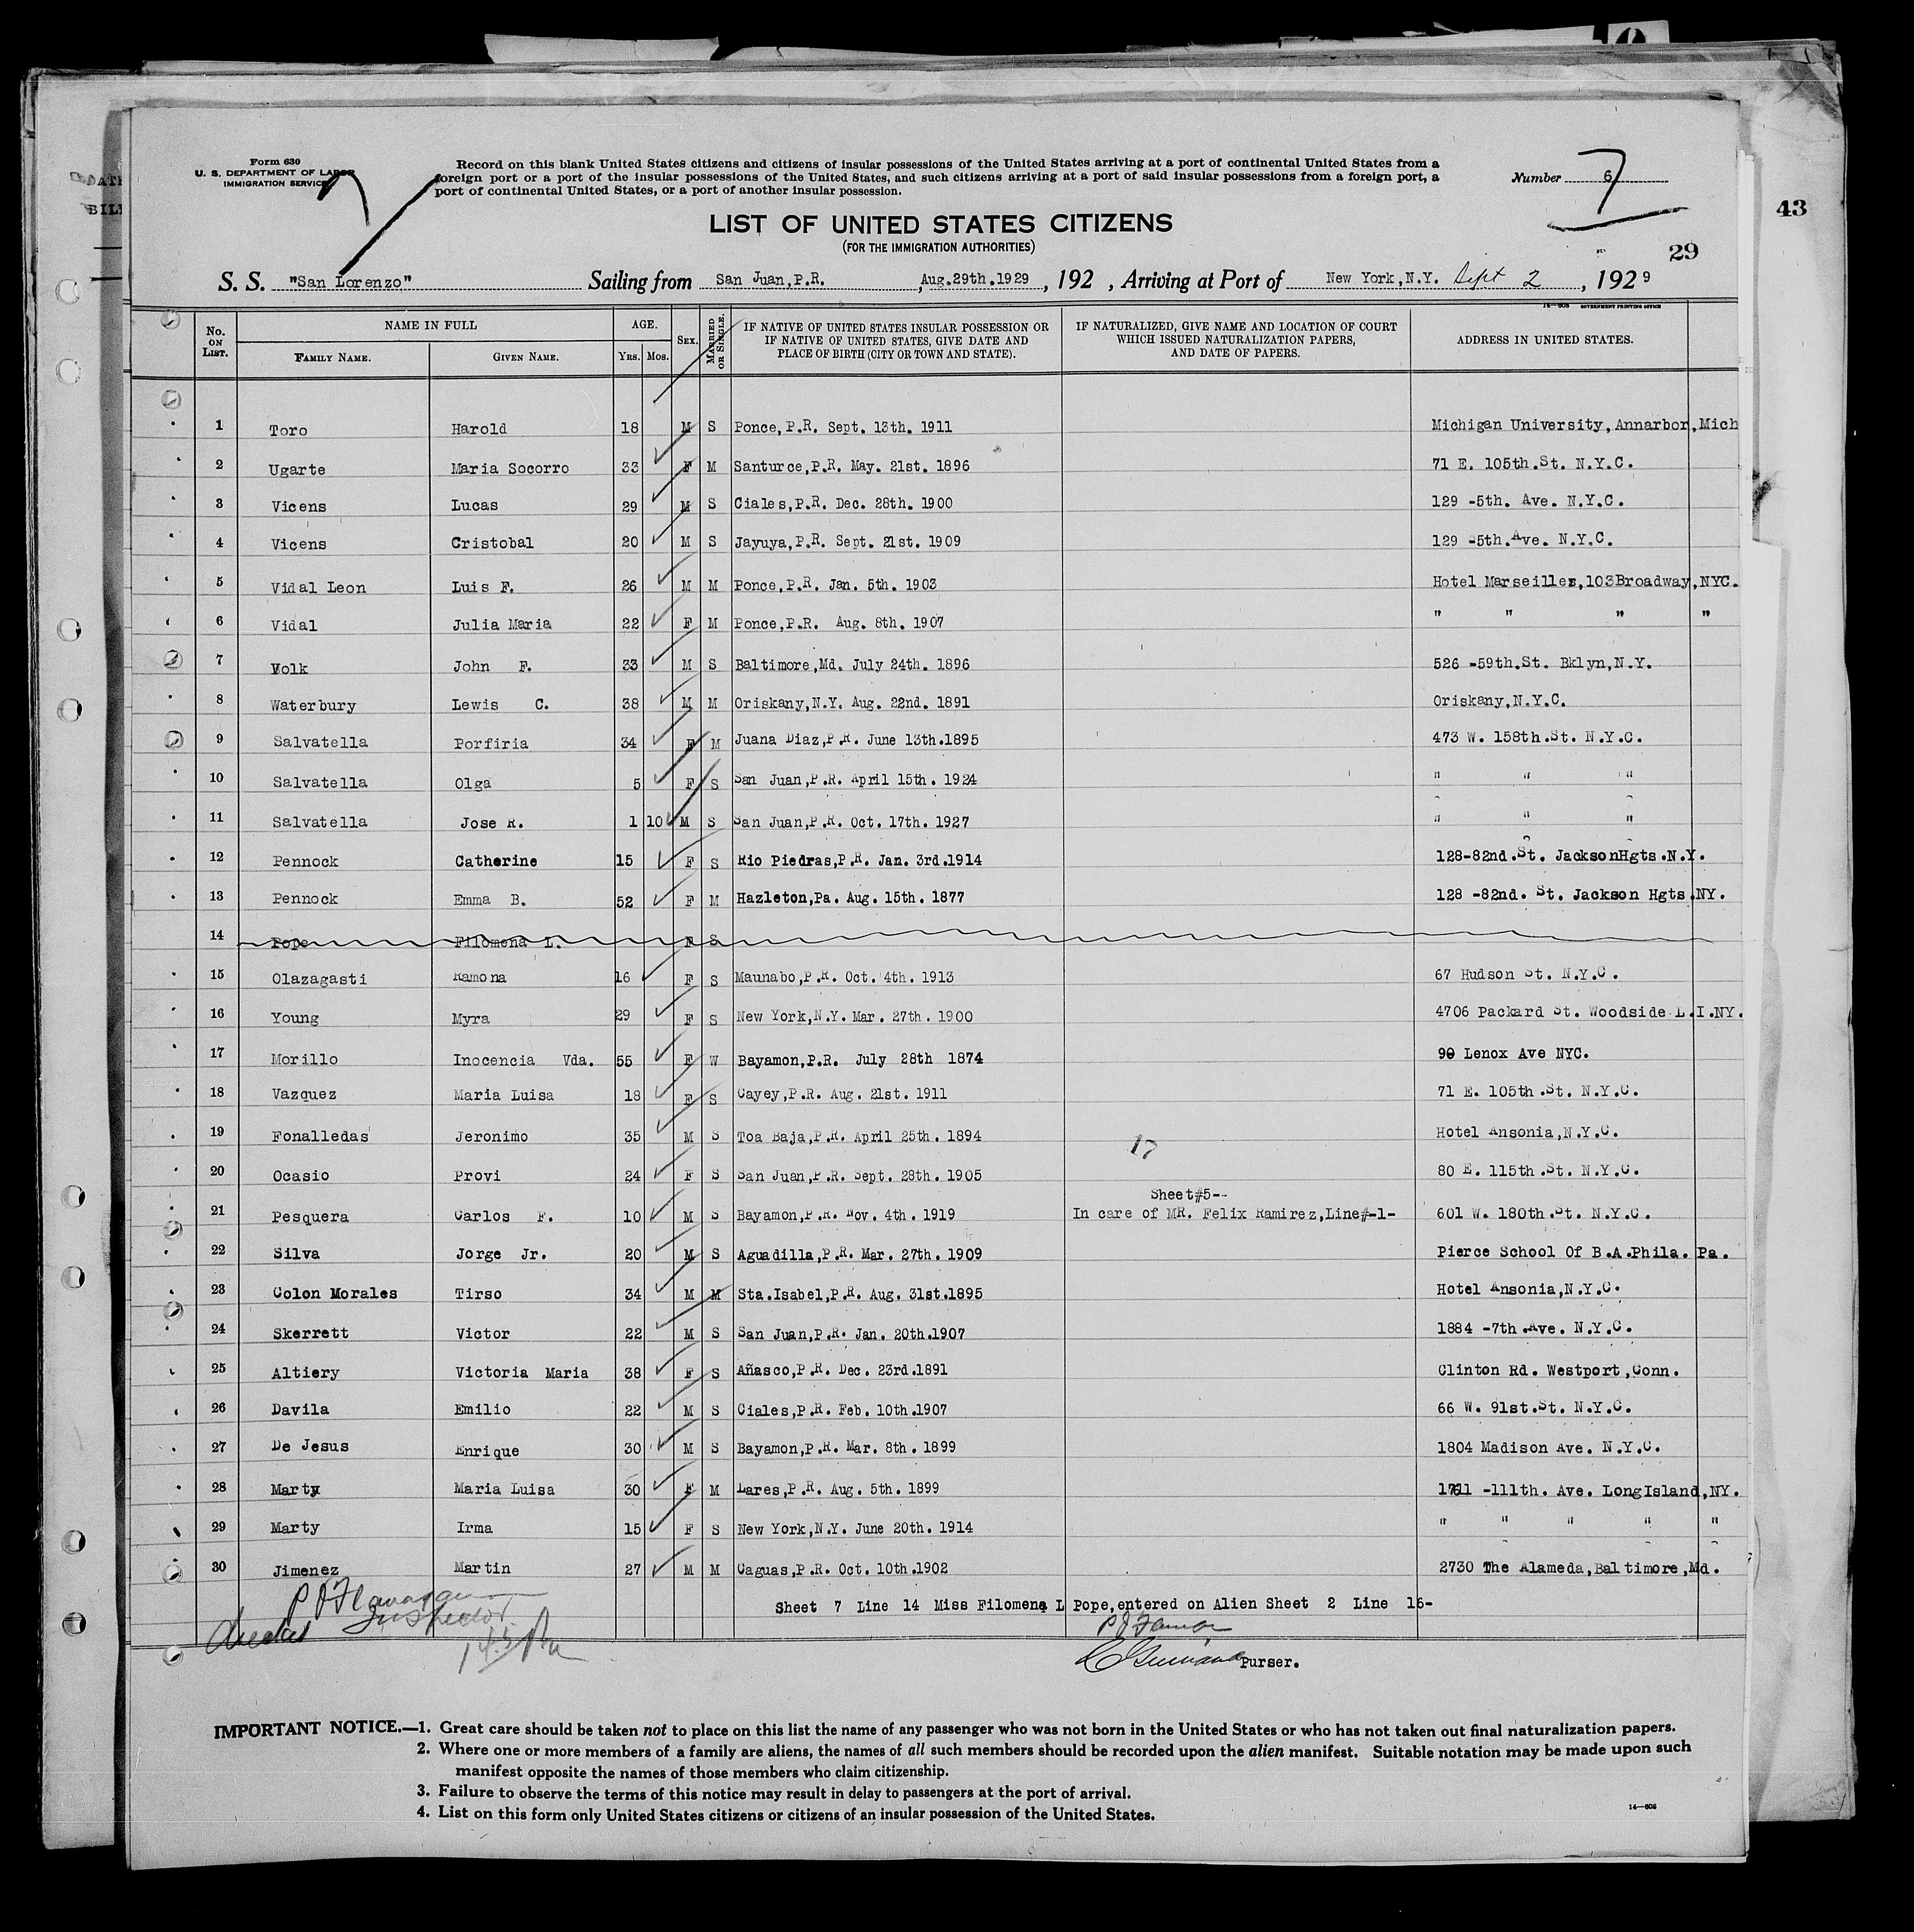 43
Form 630
U. S. DEPARTMENT OF LABOR
IMMIGRATION SERVICE
Record on this blank United States citizens and citizens of insular possessions of the United States arriving at a port of continental United States from a
foreign port or a port of the insular possessions of the United States, and such citizens arriving at a port of said insular possessions from a foreign port, a
port of continental United States, or a port of another insular possession.
Number 6
7
LIST OF UNITED STATES CITIZENS
(FOR THE IMMIGRATION AUTHORITIES)
29
S. S. "San Lorenzo" Sailing from San Juan,P.R. ,Aug.29th.1929 , 192 , Arriving at Port of New York,N.Y. Sept 2 , 192 9
14—608 GOVERNMENT PRINTING OFFICE
No. ON LIST. NAME IN FULL FAMILY NAME. GIVEN NAME. AGE. Yrs. Mos. SEX. MARRIED OR SINGLE. IF NATIVE OF UNITED STATES INSULAR POSSESSION OR IF NATIVE OF UNITED STATES, GIVE DATE AND PLACE OF BIRTH (CITY OR TOWN AND STATE). IF NATURALIZED, GIVE NAME AND LOCATION OF COURT WHICH ISSUED NATURALIZATION PAPERS, AND DATE OF PAPERS. ADDRESS IN UNITED STATES.
1 Toro Harold 18 M S Ponce,P.R. Sept. 13th. 1911 Michigan University,Annarbor,Mich
2 Ugarte Maria Socorro 33 F M Santurce,P.R. May. 21st. 1896 71 E. 105th.St. N.Y.C.
3 Vicens Lucas 29 M S Ciales,P.R. Dec. 28th. 1900 129 -5th. Ave. N.Y.C.
4 Vicens Cristobal 20 M S Jayuya,P.R. Sept. 21st. 1909 129 -5th.Ave. N.Y.C.
5 Vidal Leon Luis F. 26 M M Ponce,P.R. Jan. 5th. 1903 Hotel Marseilles,103Broadway,NYC.
6 Vidal Julia Maria 22 F M Ponce,P.R. Aug. 8th. 1907 " " " "
7 Volk John F. 33 M S Baltimore,Md. July 24th. 1896 526 -59th.St. Bklyn,N.Y.
8 Waterbury Lewis C. 38 M M Oriskany,N.Y. Aug. 22nd. 1891 Oriskany,N.Y.C.
9 Salvatella Porfiria 34 F M Juana Diaz,P.R. June 13th.1895 473 W. 158th.St. N.Y.C.
10 Salvatella Olga 5 F S San Juan,P.R. April 15th. 1924 " " "
11 Salvatella Jose R. 1 10 M S San Juan,P.R. Oct. 17th. 1927 " " "
12 Pennock Catherine 15 F S Rio Piedras,P.R. Jan. 3rd.1914 128-82nd.St. JacksonHgts.N.Y.
13 Pennock Emma B. 52 F M Hazleton,Pa. Aug. 15th. 1877 128 -82nd. St. Jackson Hgts.NY.
14 Pope Filomena L. F S
15 Olazagasti Ramona 16 F S Maunabo,P.R. Oct. 4th. 1913 67 Hudson St. N.Y.C.
16 Young Myra 29 F S New York,N.Y. Mar. 27th. 1900 4706 Packard St. Woodside L.I.NY.
17 Morillo Inocencia Vda. 55 F W Bayamon,P.R. July 28th 1874 90 Lenox Ave NYC.
18 Vazquez Maria Luisa 18 F S Cayey,P.R. Aug. 21st. 1911 71 E. 105th.St. N.Y.C.
19 Fonalledas Jeronimo 35 M S Toa Baja,P.R. April 25th. 1894 17 Hotel Ansonia,N.Y.C.
20 Ocasio Provi 24 F S San Juan,P.R. Sept. 28th. 1905 80 E. 115th.St. N.Y.C.
Sheet#5--
21 Pesquera Carlos F. 10 M S Bayamon,P.R. Nov. 4th. 1919 In care of MR. Felix Ramirez,Line#-1- 601 W. 180th.St. N.Y.C.
22 Silva Jorge Jr. 20 M S Aguadilla,P.R. Mar. 27th. 1909 Pierce School Of B.A.Phila. Pa.
23 Colon Morales Tirso 34 M M Sta.Isabel,P.R. Aug. 31st.1895 Hotel Ansonia,N.Y.C.
24 Skerrett Victor 22 M S San Juan,P.R. Jan. 20th.1907 1884 -7th.Ave. N.Y.C.
25 Altiery Victoria Maria 38 F S Añasco,P.R. Dec. 23rd.1891 Clinton Rd. Westport,Conn.
26 Davila Emilio 22 M S Ciales,P.R. Feb. 10th.1907 66 W. 91st.St. N.Y.C.
27 De Jesus Enrique 30 M S Bayamon,P.R. Mar. 8th. 1899 1804 Madison Ave. N.Y.C.
28 Marty Maria Luisa 30 F M Lares,P.R. Aug. 5th. 1899 -111th. Ave. LongIsland,NY.
29 Marty Irma 15 F S New York,N.Y. June 20th. 1914 " " " " "
30 Jimenez Martin 27 M M Caguas,P.R. Oct. 10th.1902 2730 The Alameda,Baltimore,Md.
Sheet 7 Line 14 Miss Filomena L Pope,entered on Alien Sheet 2 Line 16-
Inspector
Purser.
IMPORTANT NOTICE.—1. Great care should be taken not to place on this list the name of any passenger who was not born in the United States or who has not taken out final naturalization papers.
2. Where one or more members of a family are aliens, the names of all such members should be recorded upon the alien manifest. Suitable notation may be made upon such
manifest opposite the names of those members who claim citizenship.
3. Failure to observe the terms of this notice may result in delay to passengers at the port of arrival.
4. List on this form only United States citizens or citizens of an insular possession of the United States.
14—608